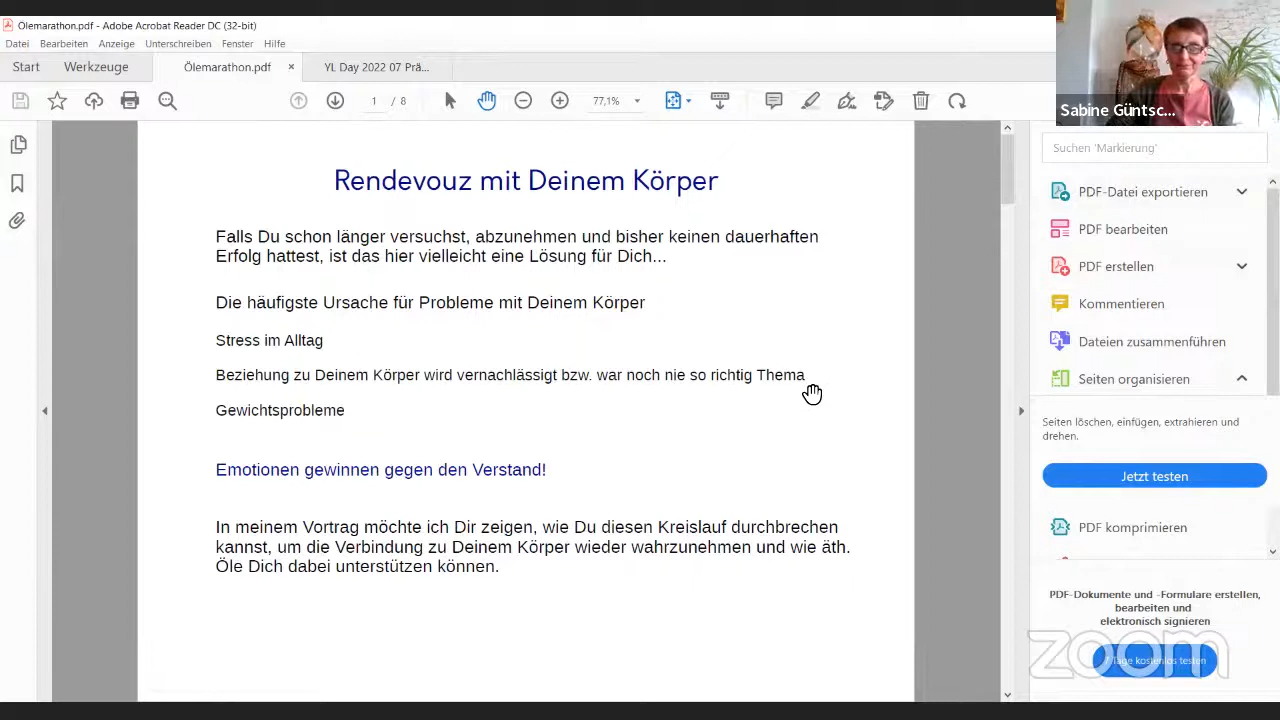 Ölemarathon.pdf - Adobe Acrobat Reader DC (32-bit)
Datei Bearbeiten Anzeige Unterschreiben Fenster Hilfe
Start Werkzeuge Ölemarathon.pdf × YL Day 2022 07 Prä...
1 / 8 77,1%
Sabine Güntsc...
Rendevouz mit Deinem Körper
Falls Du schon länger versuchst, abzunehmen und bisher keinen dauerhaften
Erfolg hattest, ist das hier vielleicht eine Lösung für Dich...
Die häufigste Ursache für Probleme mit Deinem Körper
Stress im Alltag
Beziehung zu Deinem Körper wird vernachlässigt bzw. war noch nie so richtig Thema
Gewichtsprobleme
Emotionen gewinnen gegen den Verstand!
In meinem Vortrag möchte ich Dir zeigen, wie Du diesen Kreislauf durchbrechen
kannst, um die Verbindung zu Deinem Körper wieder wahrzunehmen und wie äth.
Öle Dich dabei unterstützen können.
Suchen 'Markierung'
PDF-Datei exportieren
PDF bearbeiten
PDF erstellen
Kommentieren
Dateien zusammenführen
Seiten organisieren
Seiten löschen, einfügen, extrahieren und
drehen.
Jetzt testen
PDF komprimieren
PDF-Dokumente und -Formulare erstellen,
bearbeiten und
elektronisch signieren
7 Tage kostenlos testen
zoom